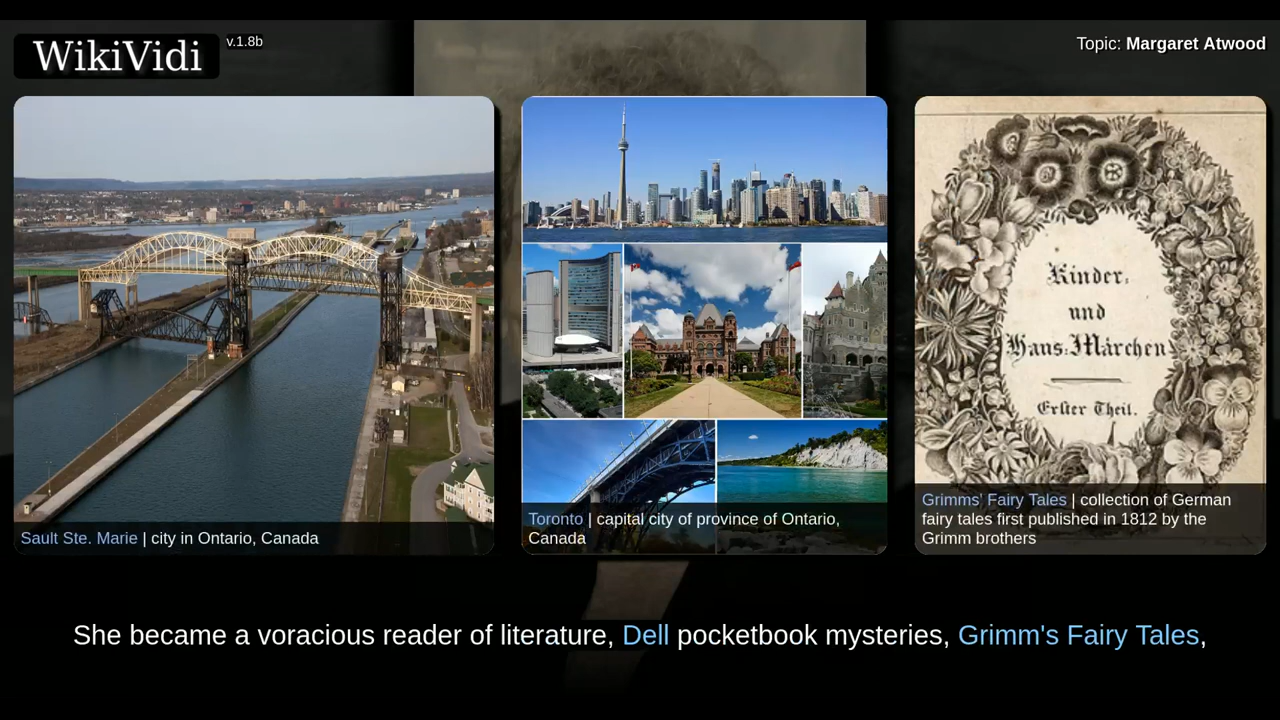 WikiVidi
v.1.8b
Topic: Margaret Atwood
Kinder=
und
Haus=Märchen
Erster Theil.
Sault Ste. Marie | city in Ontario, Canada
Toronto | capital city of province of Ontario,
Canada
Grimms' Fairy Tales | collection of German
fairy tales first published in 1812 by the
Grimm brothers
She became a voracious reader of literature, Dell pocketbook mysteries, Grimm's Fairy Tales,